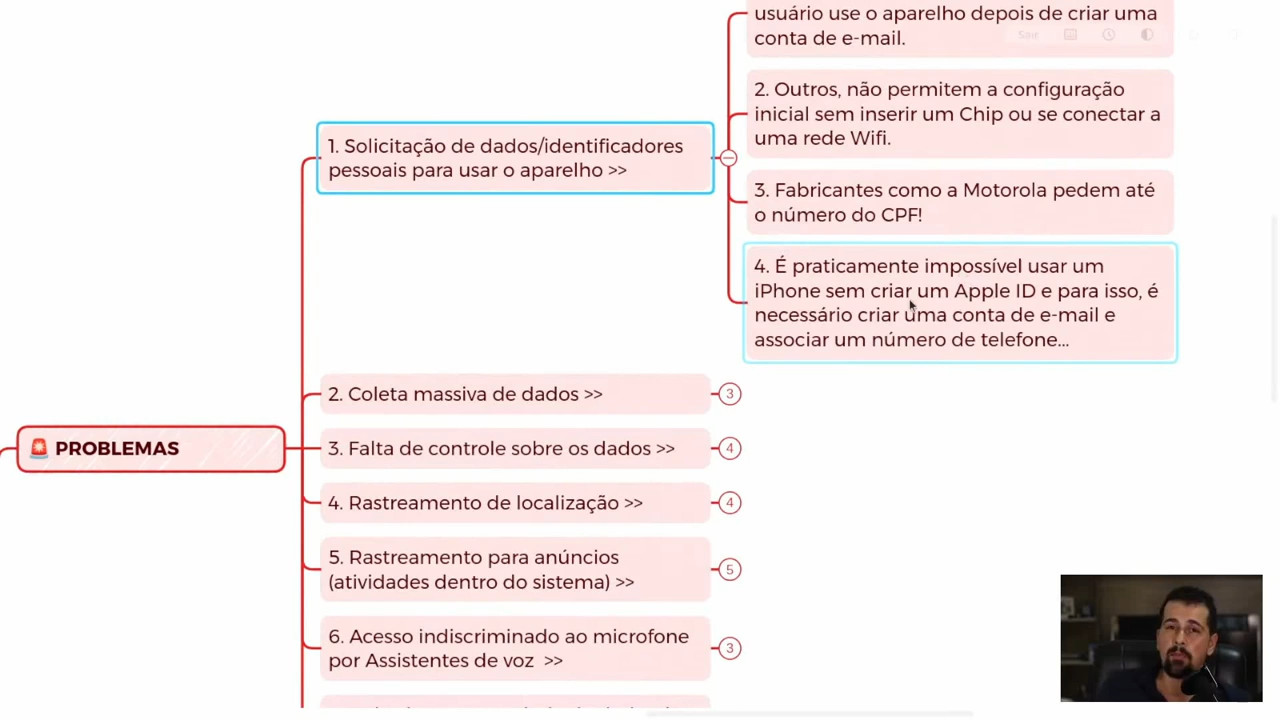 usuário use o aparelho depois de criar uma
conta de e-mail.
Sair
2. Outros, não permitem a configuração
inicial sem inserir um Chip ou se conectar a
uma rede Wifi.
1. Solicitação de dados/identificadores
pessoais para usar o aparelho >>
3. Fabricantes como a Motorola pedem até
o número do CPF!
4. É praticamente impossível usar um
iPhone sem criar um Apple ID e para isso, é
necessário criar uma conta de e-mail e
associar um número de telefone...
2. Coleta massiva de dados >>
3
🚨 PROBLEMAS
3. Falta de controle sobre os dados >>
4
4. Rastreamento de localização >>
4
5. Rastreamento para anúncios
(atividades dentro do sistema) >>
5
6. Acesso indiscriminado ao microfone
por Assistentes de voz >>
3